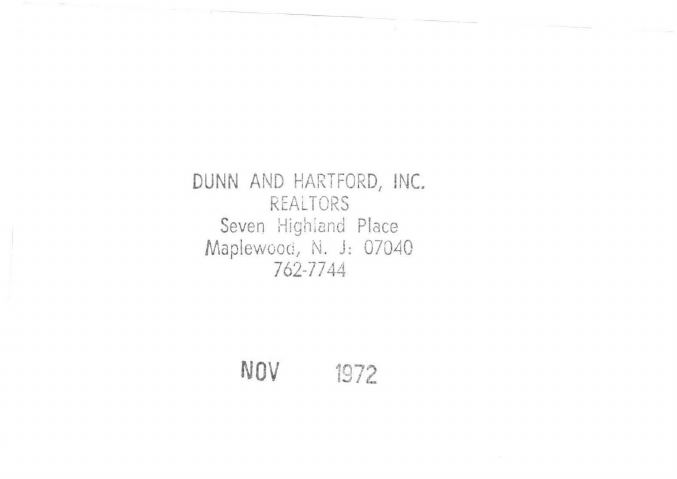 DUNN AND HARTFORD, INC.
REALTORS
Seven Highland Place
Maplewood, N. J: 07040
762-7744
NOV 1972